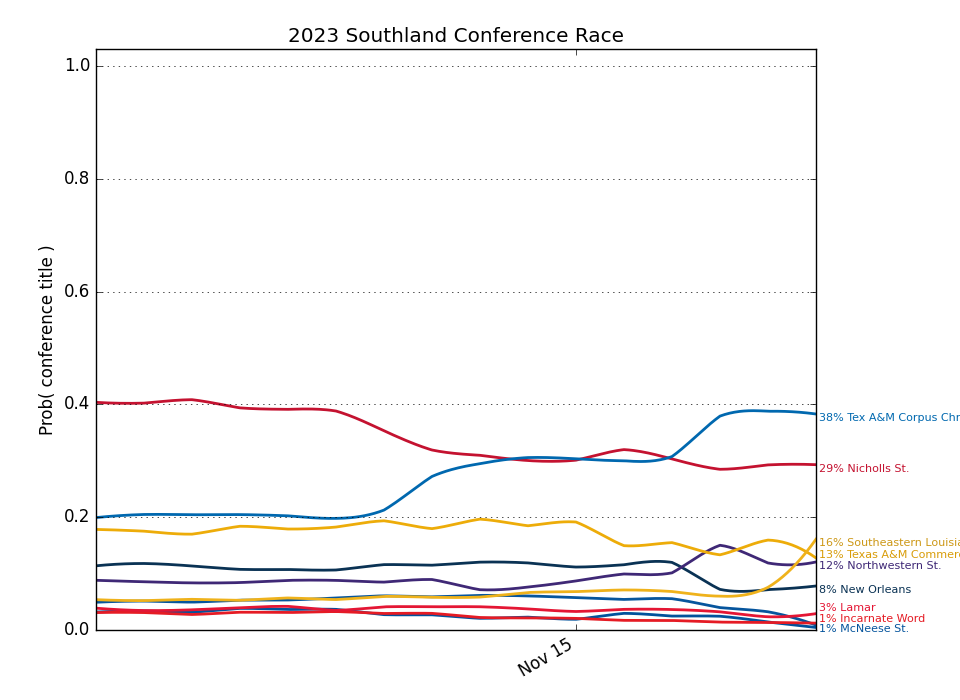 2023 Southland Conference Race
1.0
0.8
0.6
0.4
0.2
0.0
Prob( conference title )
Nov 15
38% Tex A&M Corpus Chr
29% Nicholls St.
16% Southeastern Louisia
13% Texas A&M Commer
12% Northwestern St.
8% New Orleans
3% Lamar
1% Incarnate Word
1% McNeese St.